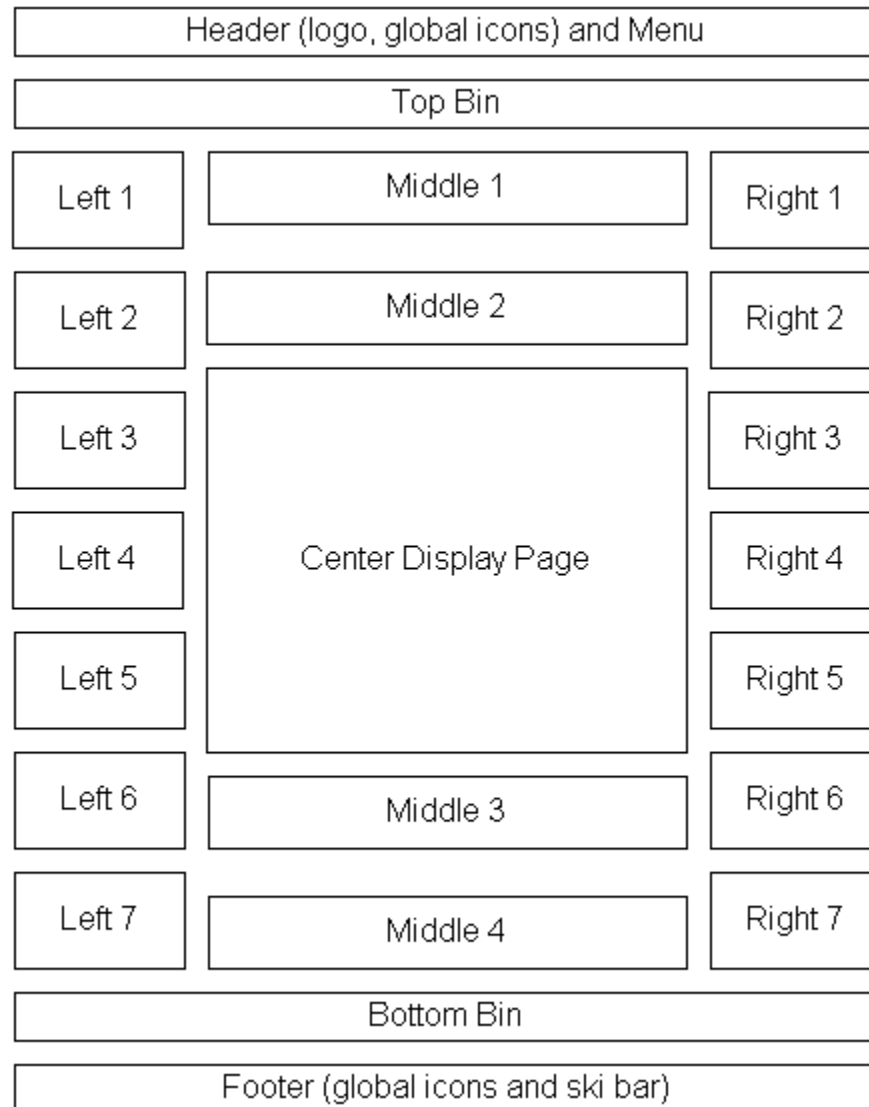 Header (logo, global icons) and Menu
Top Bin
Left 1
Middle 1
Right 1
Left 2
Middle 2
Right 2
Left 3
Right 3
Left 4
Center Display Page
Right 4
Left 5
Right 5
Left 6
Middle 3
Right 6
Left 7
Middle 4
Right 7
Bottom Bin
Footer (global icons and ski bar)